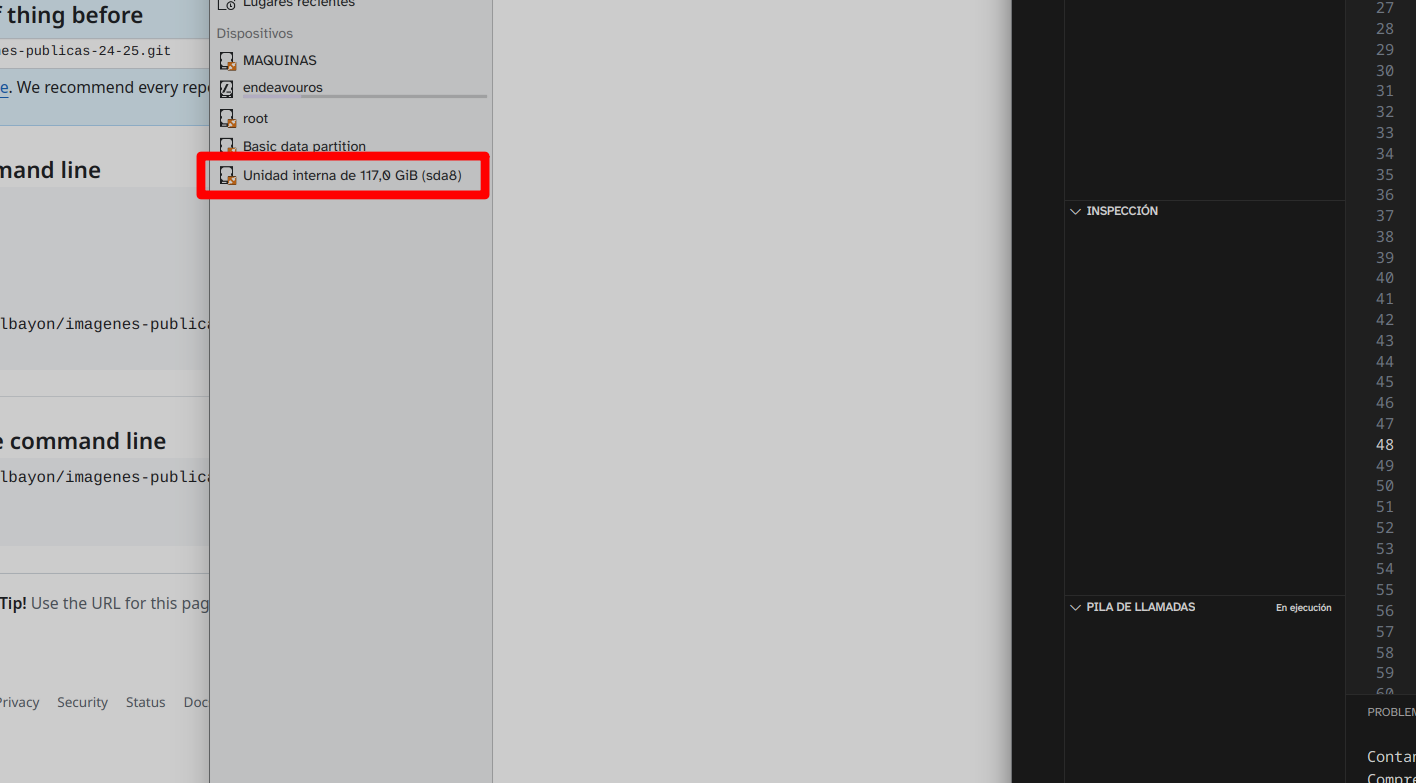 f thing before
es-publicas-24-25.git
e. We recommend every repo
mand line
lbayon/imagenes-publica
e command line
lbayon/imagenes-publica
Tip! Use the URL for this pag
Privacy Security Status Doc
Lugares recientes
Dispositivos
MAQUINAS
endeavouros
root
Basic data partition
Unidad interna de 117,0 GiB (sda8)
INSPECCIÓN
PILA DE LLAMADAS En ejecución
27
28
29
30
31
32
33
34
35
36
37
38
39
40
41
42
43
44
45
46
47
48
49
50
51
52
53
54
55
56
57
58
59
60
PROBLEM
Contar
Compre